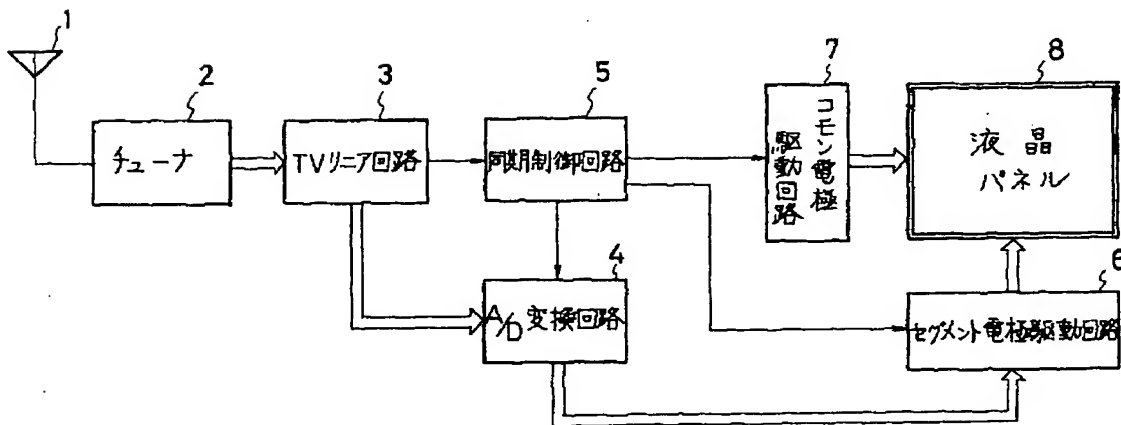 1
2
チューナ
3
TVリニア回路
5
同期制御回路
7
コモン電極
駆動回路
8
液晶
パネル
4
A/D変換回路
6
セグメント電極駆動回路